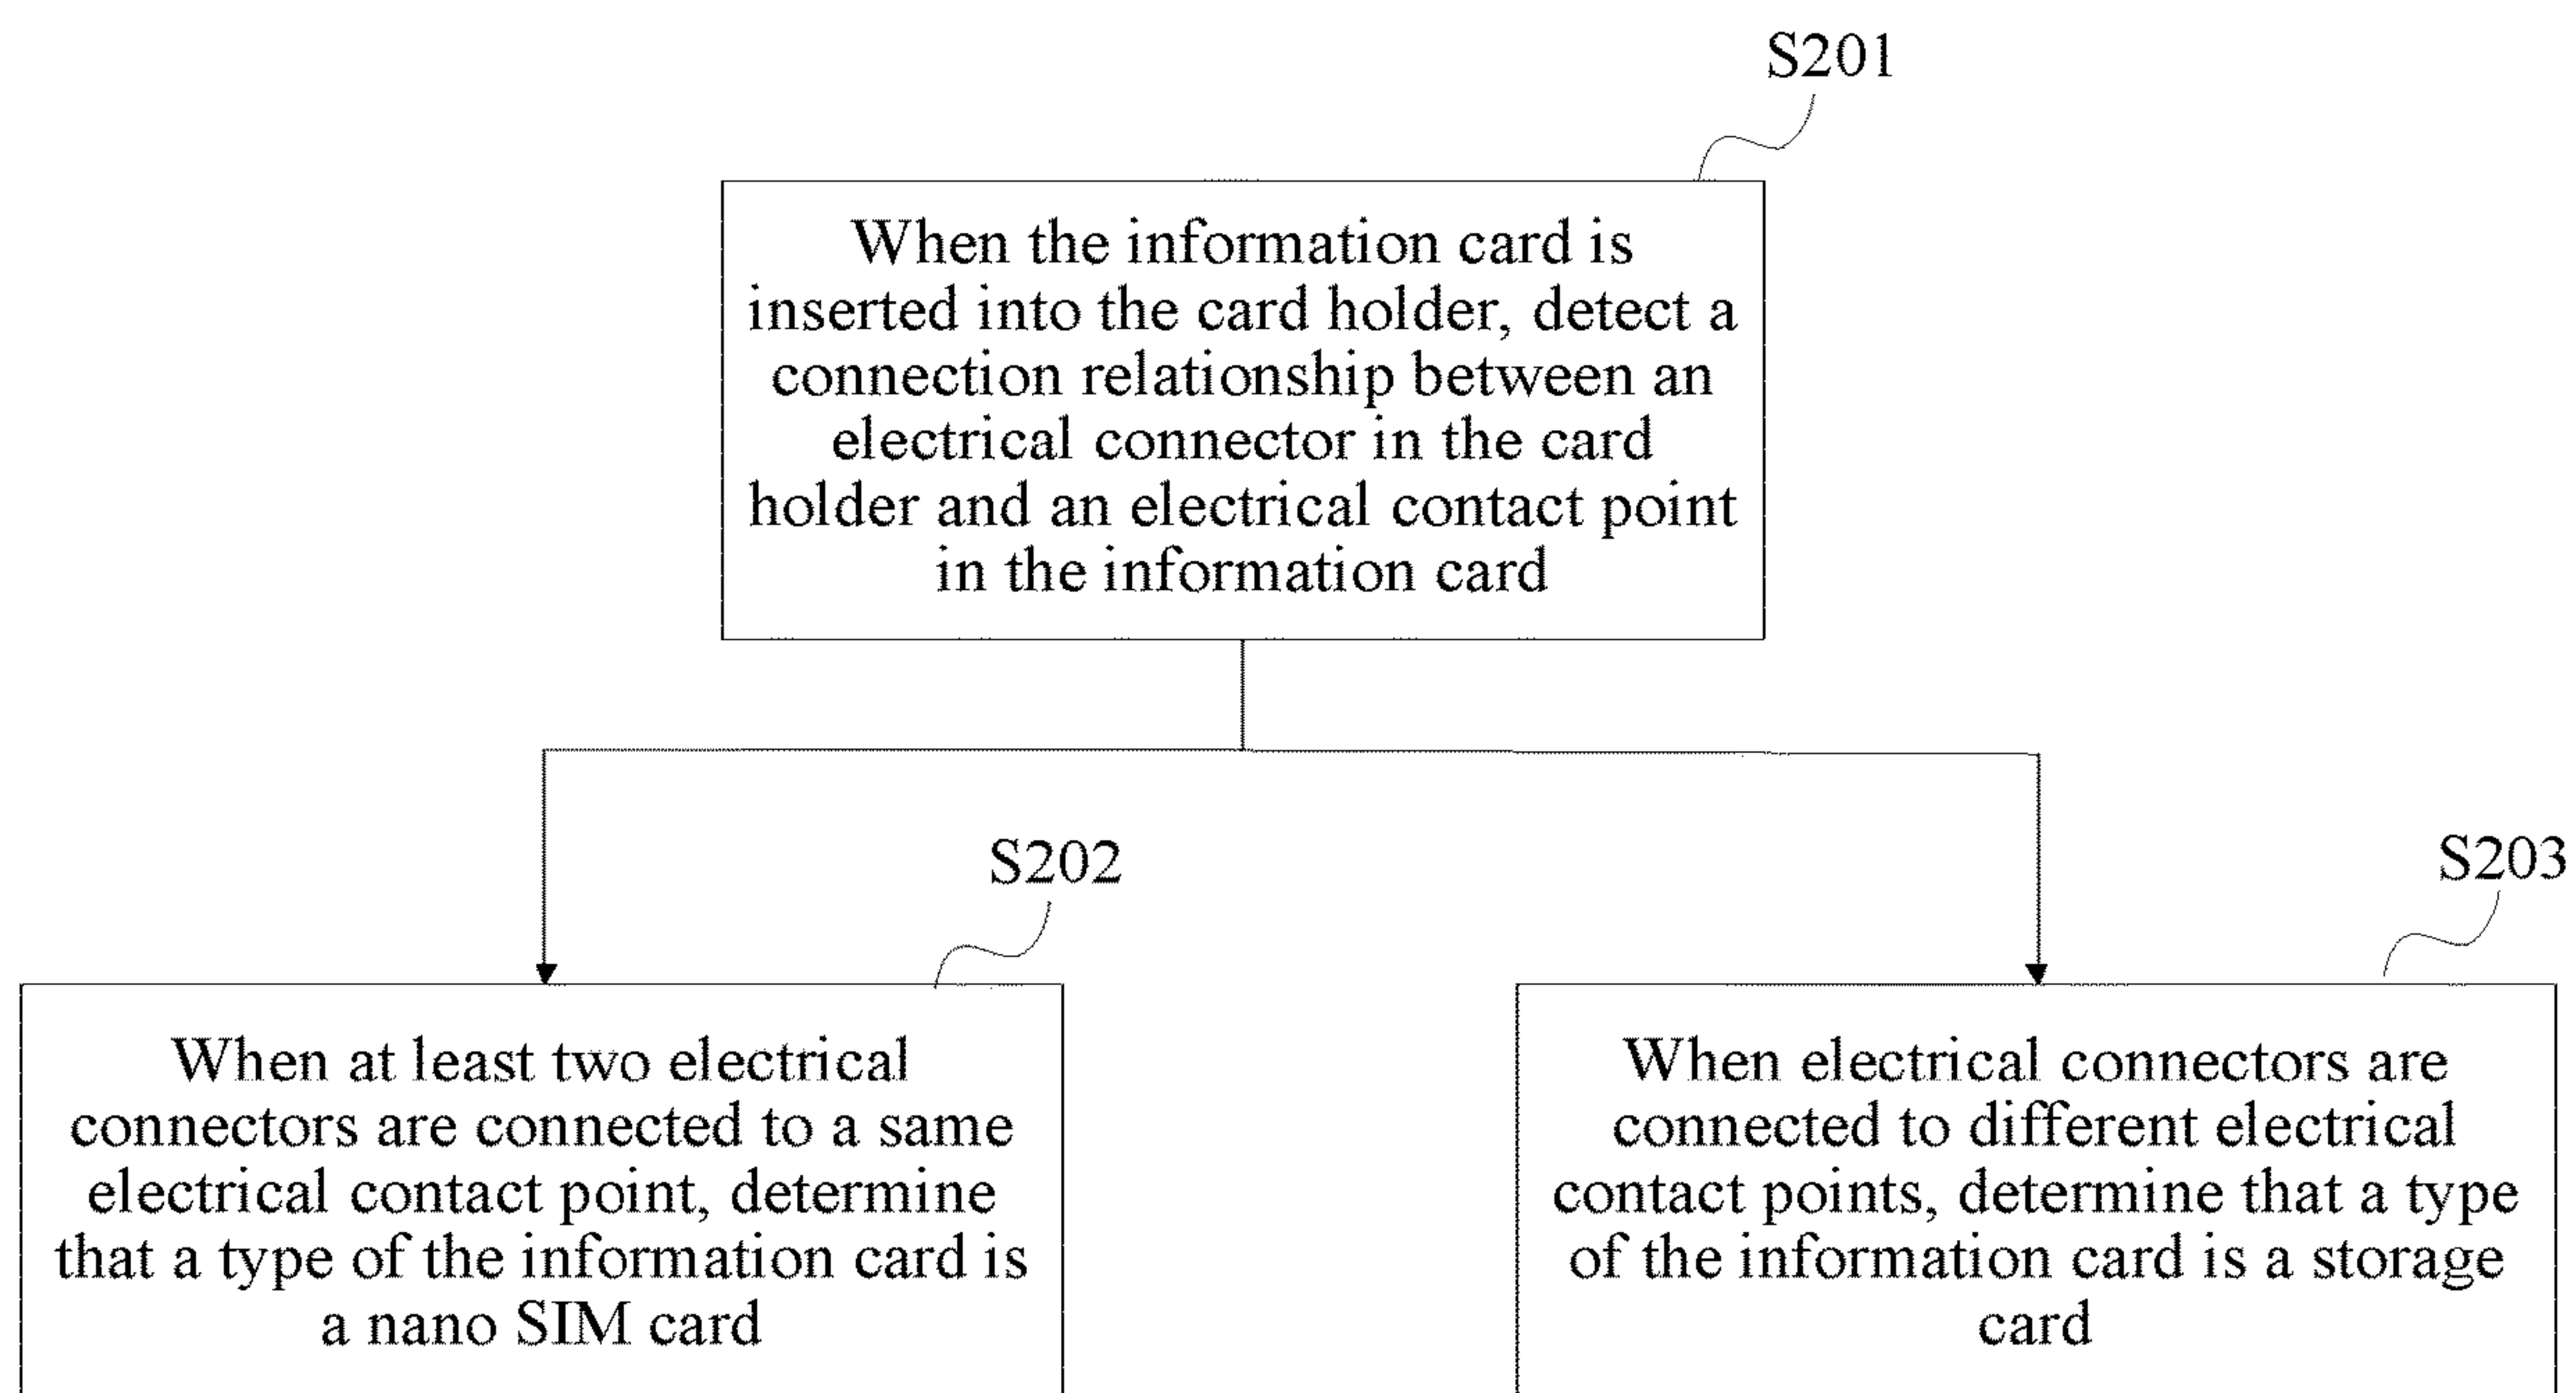 S201
When the information card is
inserted into the card holder, detect a
connection relationship between an
electrical connector in the card
holder and an electrical contact point
in the information card
S202
When at least two electrical
connectors are connected to a same
electrical contact point, determine
that a type of the information card is
a nano SIM card
S203
When electrical connectors are
connected to different electrical
contact points, determine that a type
of the information card is a storage
card